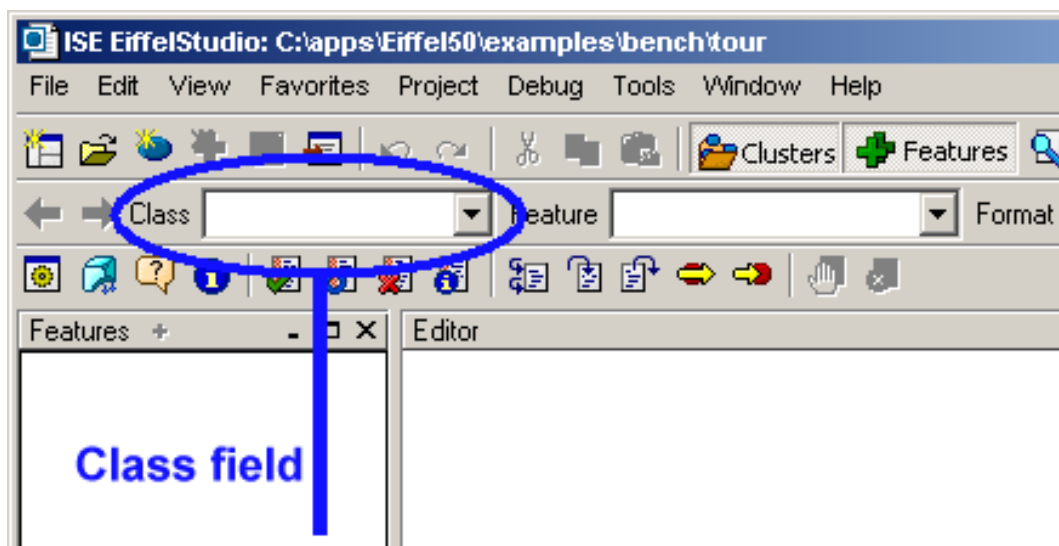 ISE EiffelStudio: C:\apps\Eiffel50\examples\bench\tour
File Edit View Favorites Project Debug Tools Window Help
Clusters Features
Class Feature Format
Features Editor
Class field